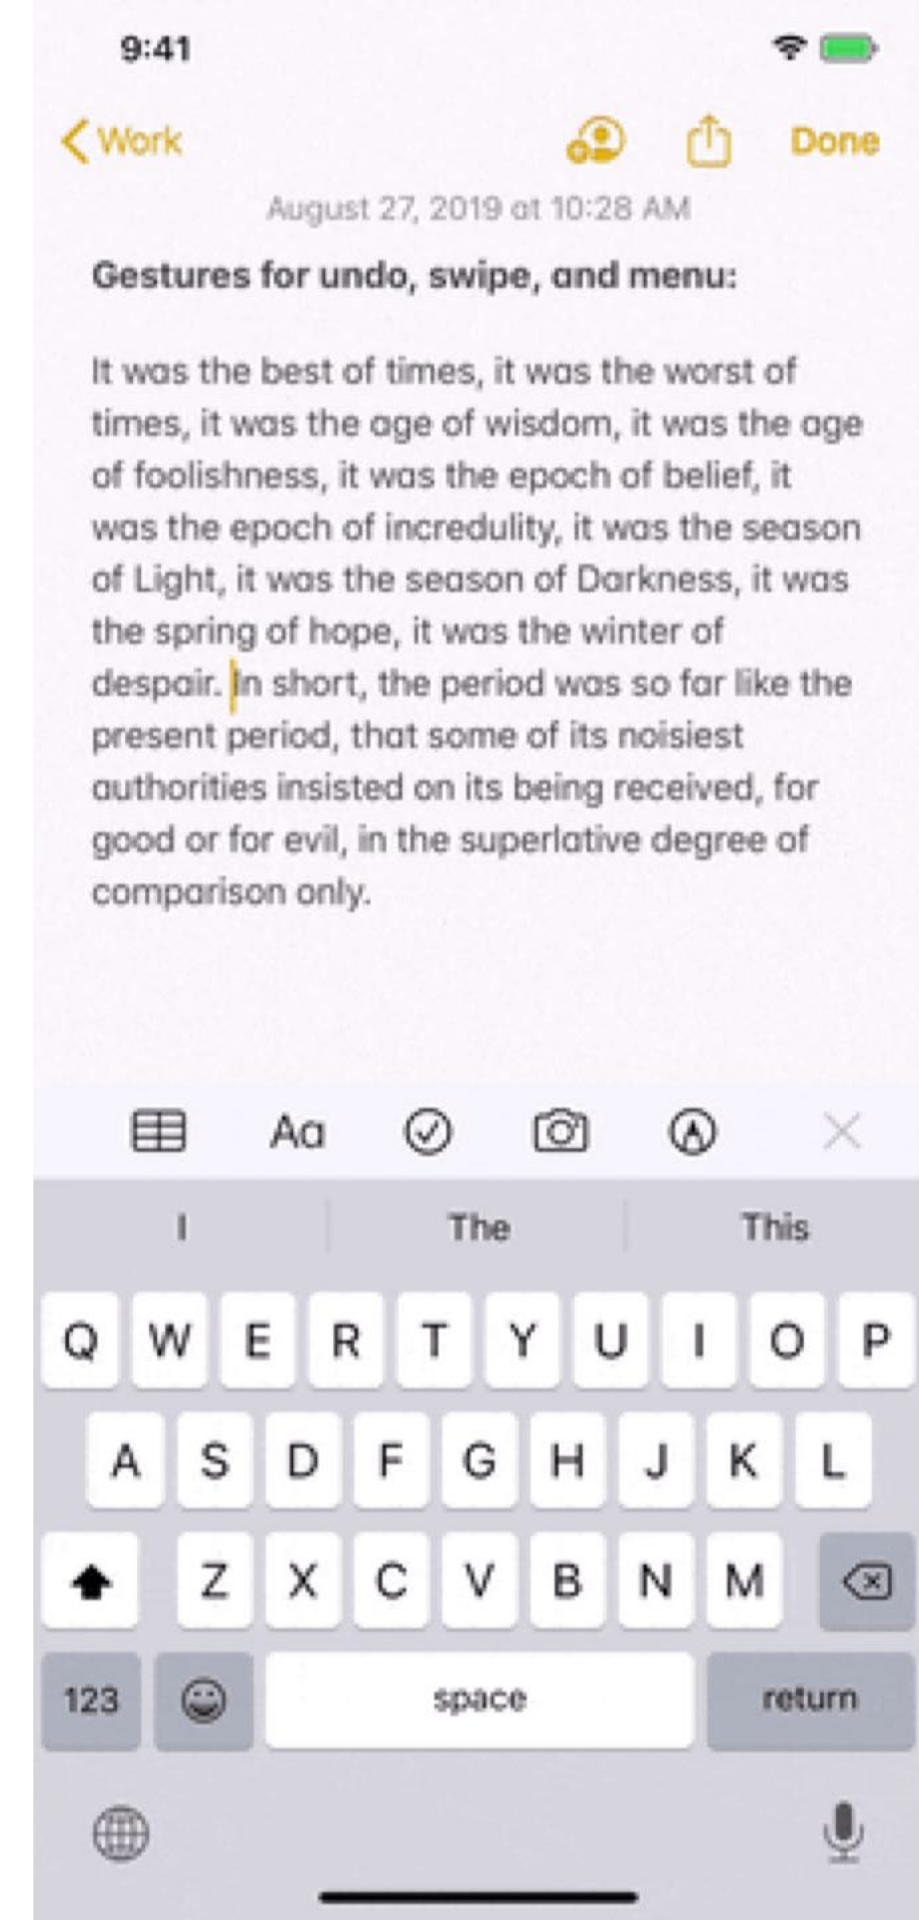 9:41
Work
Done
August 27, 2019 at 10:28 AM
Gestures for undo, swipe, and menu:
It was the best of times, it was the worst of
times, it was the age of wisdom, it was the age
of foolishness, it was the epoch of belief, it
was the epoch of incredulity, it was the season
of Light, it was the season of Darkness, it was
the spring of hope, it was the winter of
despair. In short, the period was so far like the
present period, that some of its noisiest
authorities insisted on its being received, for
good or for evil, in the superlative degree of
comparison only.
Aa
I The This
Q W E R T Y U I O P
A S D F G H J K L
Z X C V B N M
123 space return